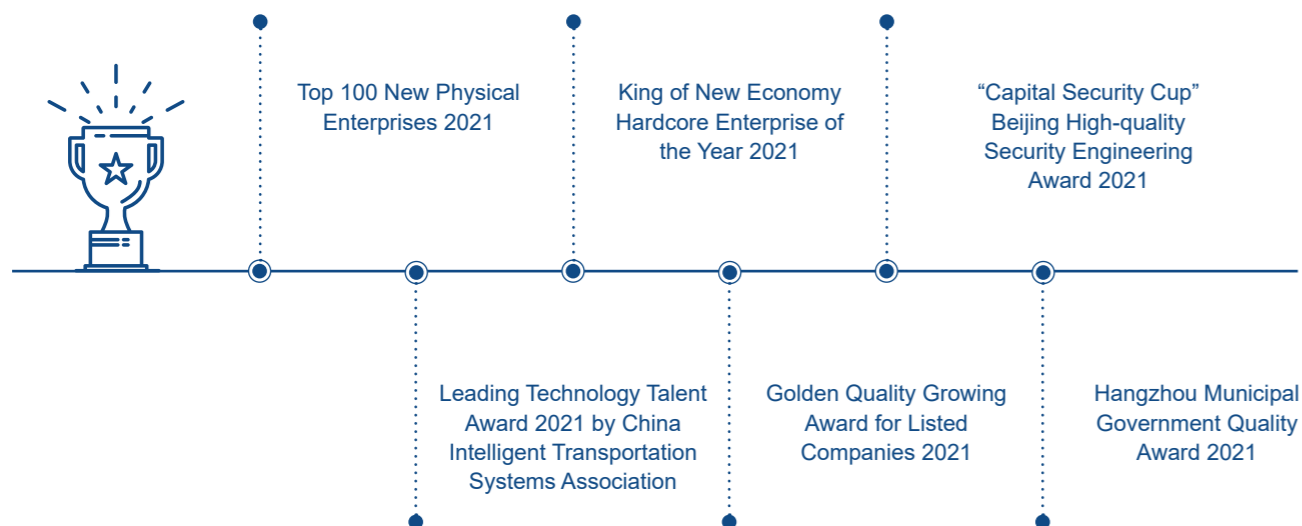 Top 100 New Physical
Enterprises 2021
King of New Economy
Hardcore Enterprise of
the Year 2021
“Capital Security Cup”
Beijing High-quality
Security Engineering
Award 2021
Leading Technology Talent
Award 2021 by China
Intelligent Transportation
Systems Association
Golden Quality Growing
Award for Listed
Companies 2021
Hangzhou Municipal
Government Quality
Award 2021